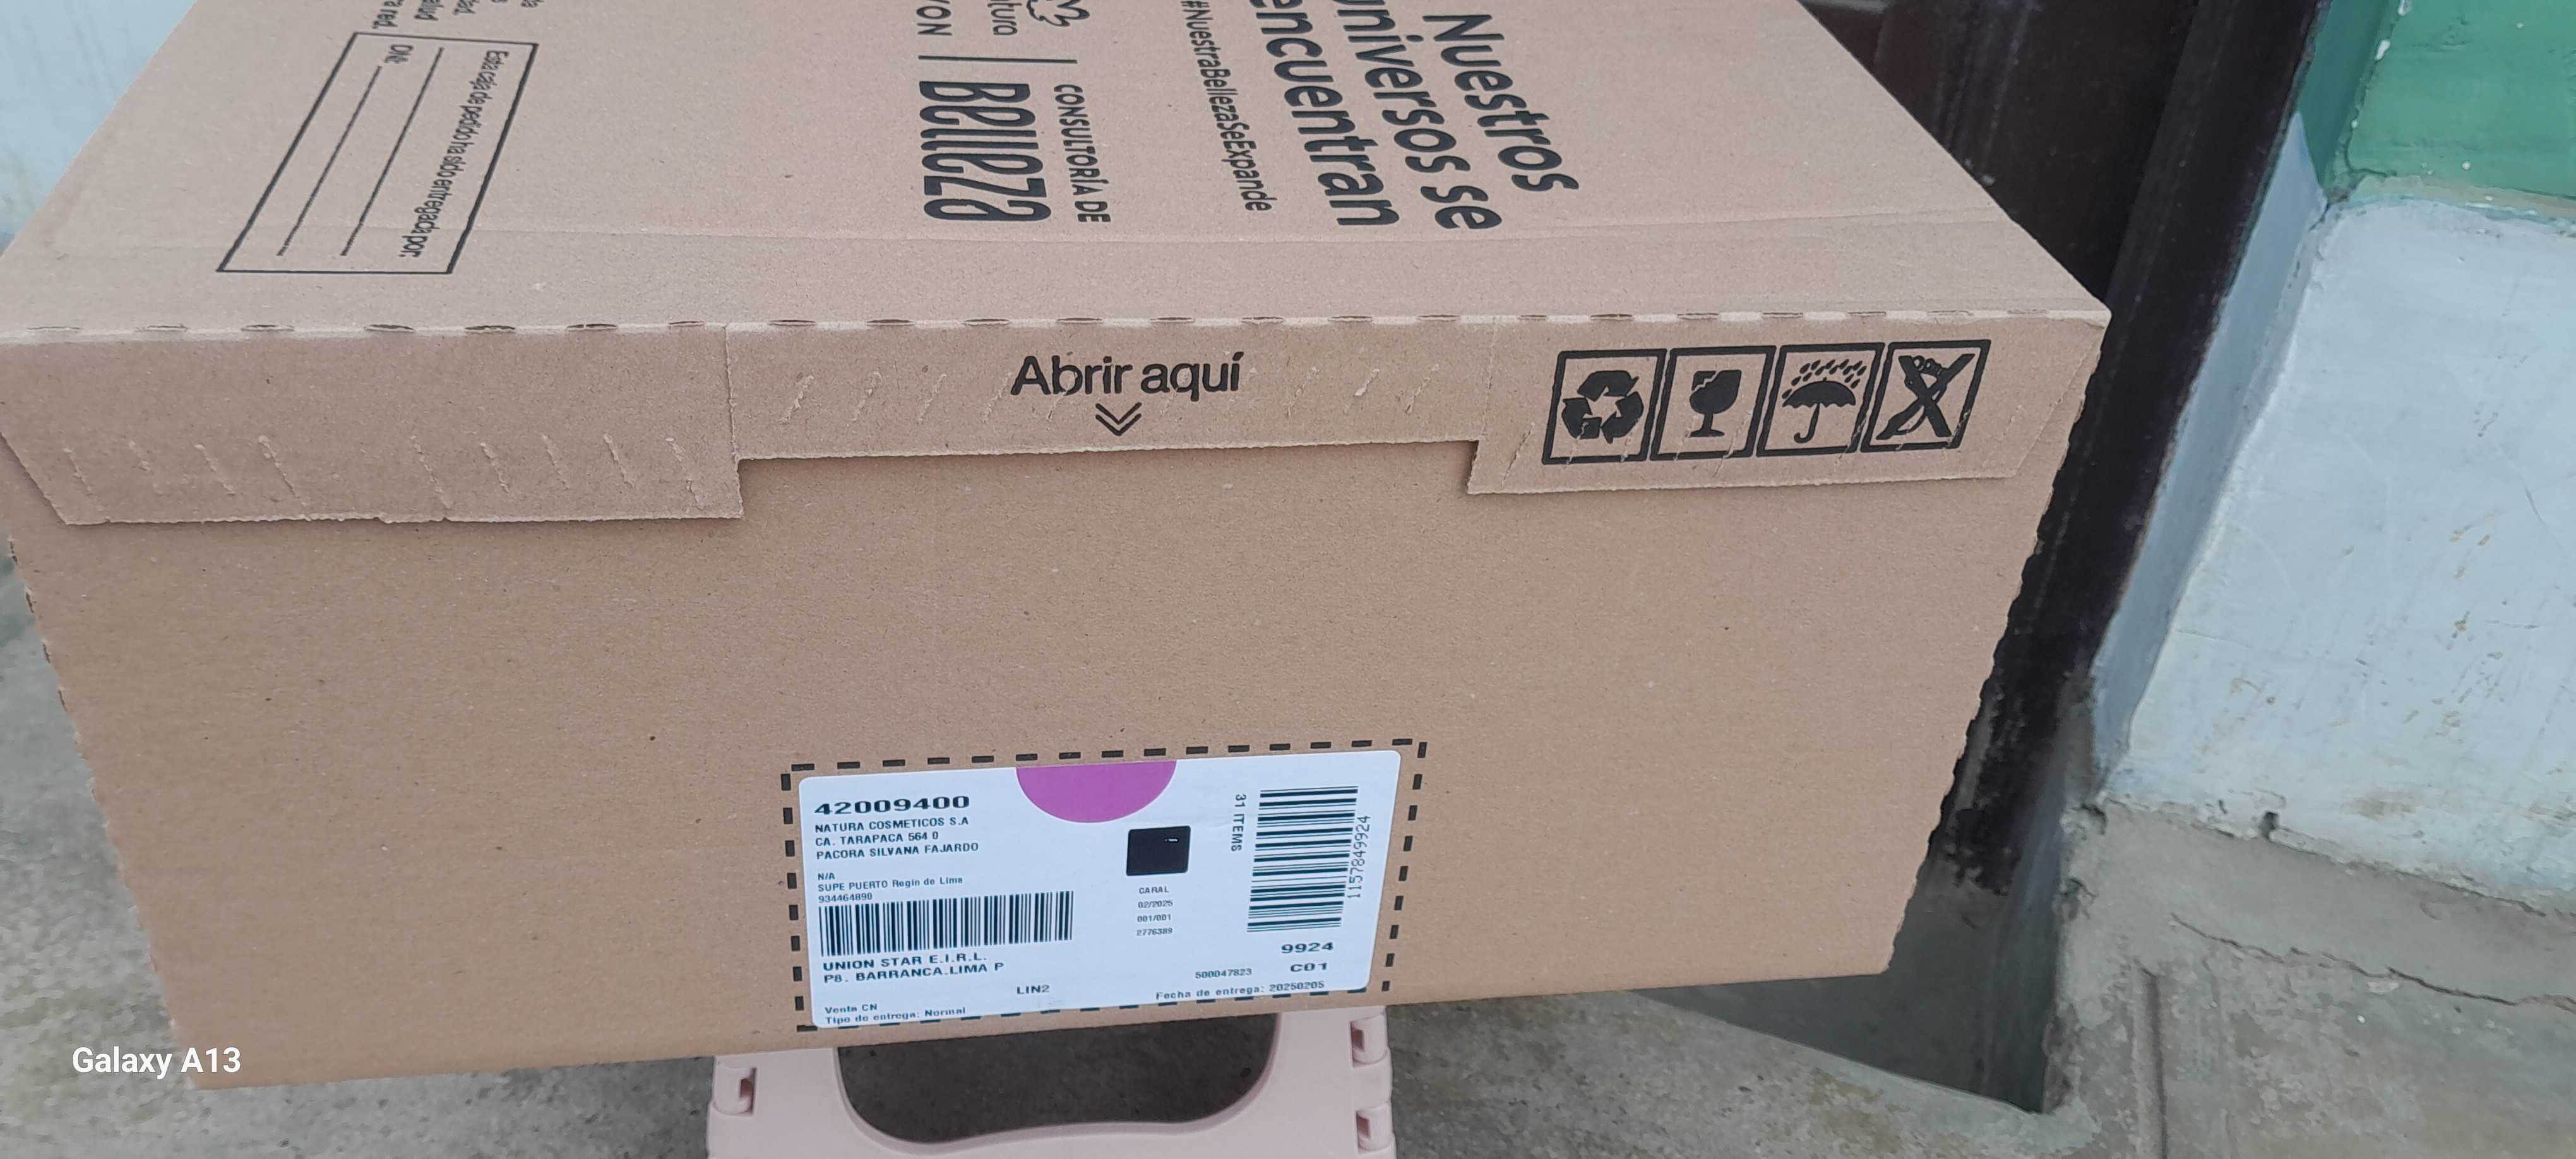 Nuestros
universos se
encuentran
#NuestraBellezaSeExpande
CONSULTORÍA DE
Belleza
Esta caja de pedido ha sido entregada por:
DNI:
a red.
Abrir aquí
42009400
NATURA COSMETICOS S.A
CA. TARAPACA 564 0
PACORA SILVANA FAJARDO
N/A
SUPE PUERTO Regin de Lima
934464890
UNION STAR E.I.R.L.
P8. BARRANCA.LIMA P
LIN2
Venta CN
Tipo de entrega: Normal
CARAL
02/2025
001/001
2776389
31 ITEMS
1157849924
9924
C01
500047823
Fecha de entrega: 20250205
Galaxy A13